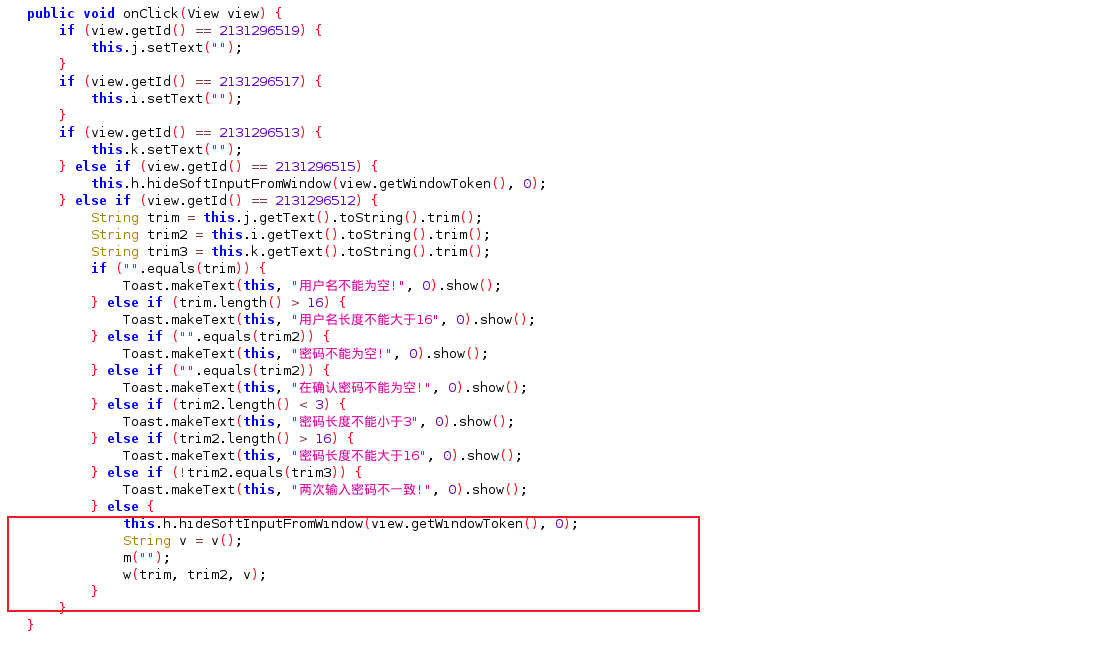 public void onClick(View view) {
    if (view.getId() == 2131296519) {
        this.j.setText("");
    }
    if (view.getId() == 2131296517) {
        this.i.setText("");
    }
    if (view.getId() == 2131296513) {
        this.k.setText("");
    } else if (view.getId() == 2131296515) {
        this.h.hideSoftInputFromWindow(view.getWindowToken(), 0);
    } else if (view.getId() == 2131296512) {
        String trim = this.j.getText().toString().trim();
        String trim2 = this.i.getText().toString().trim();
        String trim3 = this.k.getText().toString().trim();
        if ("".equals(trim)) {
            Toast.makeText(this, "用户名不能为空!", 0).show();
        } else if (trim.length() > 16) {
            Toast.makeText(this, "用户名长度不能大于16", 0).show();
        } else if ("".equals(trim2)) {
            Toast.makeText(this, "密码不能为空!", 0).show();
        } else if ("".equals(trim2)) {
            Toast.makeText(this, "在确认密码不能为空!", 0).show();
        } else if (trim2.length() < 3) {
            Toast.makeText(this, "密码长度不能小于3", 0).show();
        } else if (trim2.length() > 16) {
            Toast.makeText(this, "密码长度不能大于16", 0).show();
        } else if (!trim2.equals(trim3)) {
            Toast.makeText(this, "两次输入密码不一致!", 0).show();
        } else {
            this.h.hideSoftInputFromWindow(view.getWindowToken(), 0);
            String v = v();
            m("");
            w(trim, trim2, v);
        }
    }
}